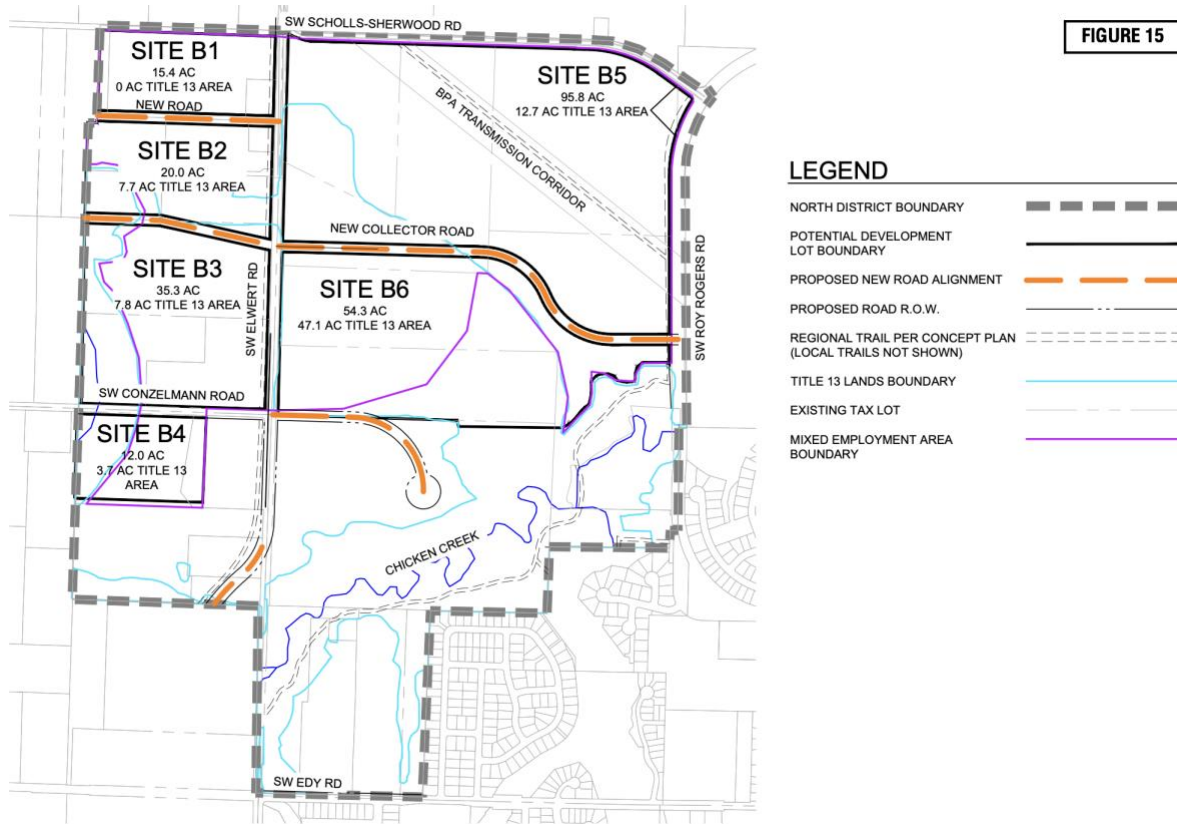 SW SCHOLLS-SHERWOOD RD
FIGURE 15
SITE B1
15.4 AC
0 AC TITLE 13 AREA
NEW ROAD
SITE B5
95.8 AC
12.7 AC TITLE 13 AREA
BPA TRANSMISSION CORRIDOR
SITE B2
20.0 AC
7.7 AC TITLE 13 AREA
NEW COLLECTOR ROAD
SW ROY ROGERS RD
SITE B3
35.3 AC
7.8 AC TITLE 13 AREA
SW ELWERT RD
SITE B6
54.3 AC
47.1 AC TITLE 13 AREA
SW CONZELMANN ROAD
SITE B4
12.0 AC
3.7 AC TITLE 13
AREA
CHICKEN CREEK
SW EDY RD
LEGEND
NORTH DISTRICT BOUNDARY
POTENTIAL DEVELOPMENT
LOT BOUNDARY
PROPOSED NEW ROAD ALIGNMENT
PROPOSED ROAD R.O.W.
REGIONAL TRAIL PER CONCEPT PLAN
(LOCAL TRAILS NOT SHOWN)
TITLE 13 LANDS BOUNDARY
EXISTING TAX LOT
MIXED EMPLOYMENT AREA
BOUNDARY